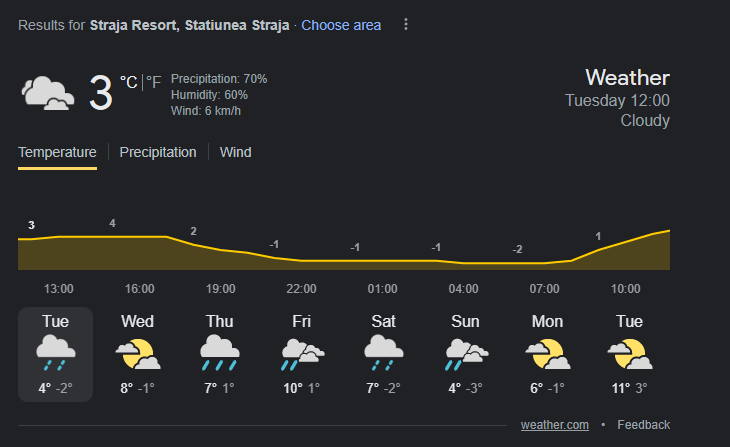 Results for Straja Resort, Statiunea Straja · Choose area
3 °C | °F
Precipitation: 70%
Humidity: 60%
Wind: 6 km/h
Weather
Tuesday 12:00
Cloudy
Temperature | Precipitation | Wind
3 4 2 -1 -1 -1 -2 1
13:00 16:00 19:00 22:00 01:00 04:00 07:00 10:00
Tue Wed Thu Fri Sat Sun Mon Tue
4° -2° 8° -1° 7° 1° 10° 1° 7° -2° 4° -3° 6° -1° 11° 3°
weather.com • Feedback